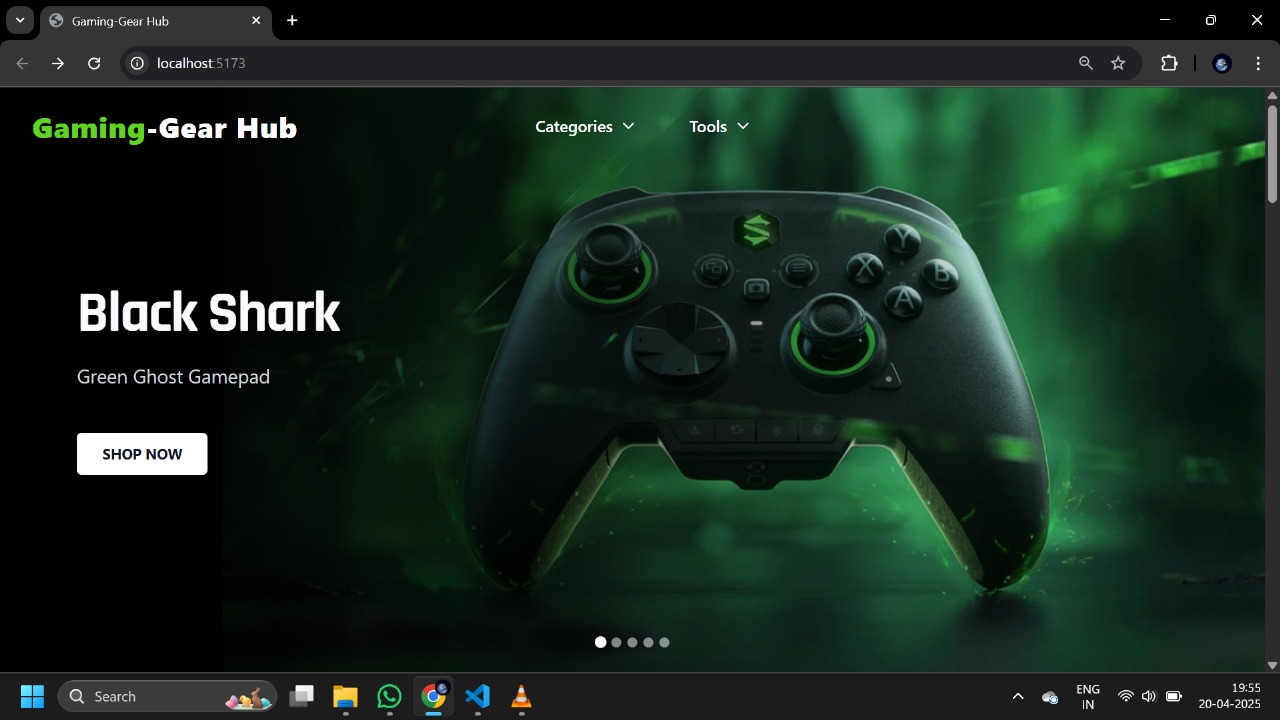 Gaming-Gear Hub
localhost:5173
Gaming-Gear Hub
Categories
Tools
Y
X
B
A
Black Shark
Green Ghost Gamepad
SHOP NOW
Search
ENG
IN
19:55
20-04-2025